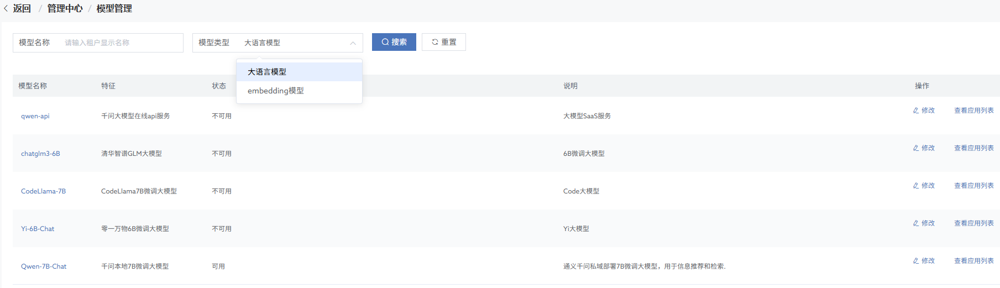 返回 / 管理中心 / 模型管理
模型名称 请输入租户显示名称 模型类型 大语言模型 搜索 重置
大语言模型
embedding模型
模型名称 特征 状态 说明 操作
qwen-api 千问大模型在线api服务 不可用 大模型SaaS服务 修改 查看应用列表
chatglm3-6B 清华智谱GLM大模型 不可用 6B微调大模型 修改 查看应用列表
CodeLlama-7B CodeLlama7B微调大模型 不可用 Code大模型 修改 查看应用列表
Yi-6B-Chat 零一万物6B微调大模型 不可用 Yi大模型 修改 查看应用列表
Qwen-7B-Chat 千问本地7B微调大模型 可用 通义千问私域部署7B微调大模型，用于信息推荐和检索. 修改 查看应用列表